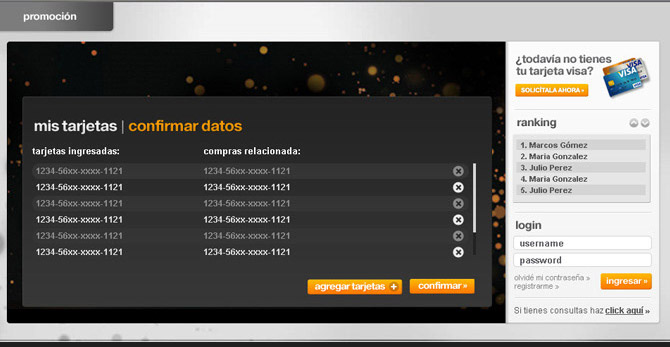 promoción
mis tarjetas | confirmar datos
tarjetas ingresadas: compras relacionada:
1234-56xx-xxxx-1121 1234-56xx-xxxx-1121
1234-56xx-xxxx-1121 1234-56xx-xxxx-1121
1234-56xx-xxxx-1121 1234-56xx-xxxx-1121
1234-56xx-xxxx-1121 1234-56xx-xxxx-1121
1234-56xx-xxxx-1121 1234-56xx-xxxx-1121
1234-56xx-xxxx-1121 1234-56xx-xxxx-1121
agregar tarjetas +
confirmar »
¿todavía no tienes
tu tarjeta visa?
SOLICÍTALA AHORA »
VISA
VISA
ranking
1. Marcos Gómez
2. Maria Gonzalez
3. Julio Perez
4. Maria Gonzalez
5. Julio Perez
login
username
password
olvidé mi contraseña »
registrarme »
ingresar »
Si tienes consultas haz click aquí »